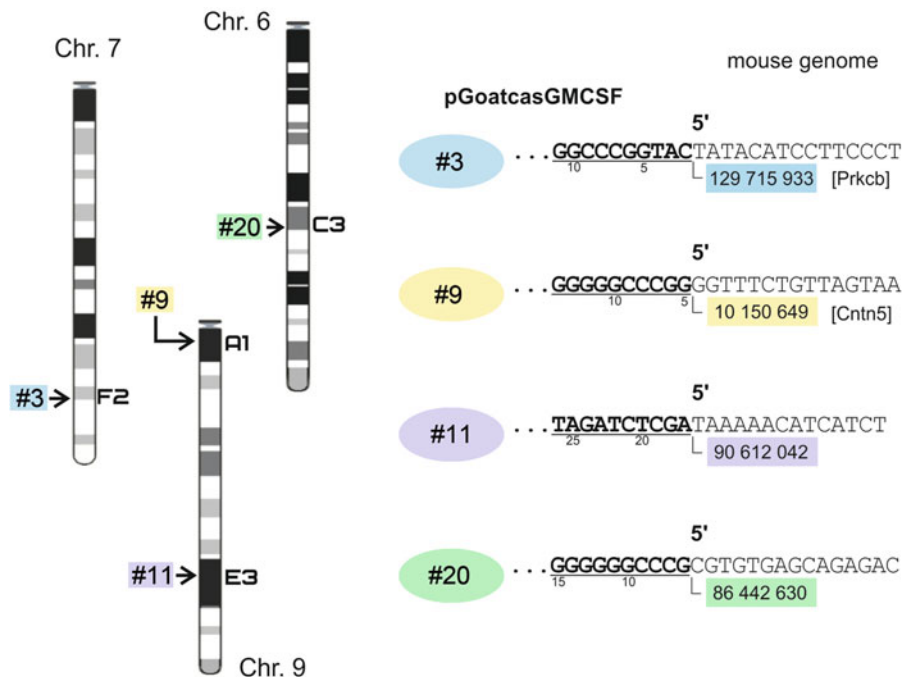 Chr. 7
Chr. 6
#20
C3
#9
A1
#3
F2
#11
E3
Chr. 9
mouse genome
pGoatcasGMCSF
5'
#3
...GGCCCGGTACTATACATCCTTCCCT
10 5
129 715 933 [Prkcb]
5'
#9
...GGGGGCCCGGGGTTTCTGTTAGTAA
10 5
10 150 649 [Cntn5]
5'
#11
...TAGATCTCGATAAAAACATCATCT
25 20
90 612 042
5'
#20
...GGGGGGCCCGCGTGTGAGCAGAGAC
15 10
86 442 630